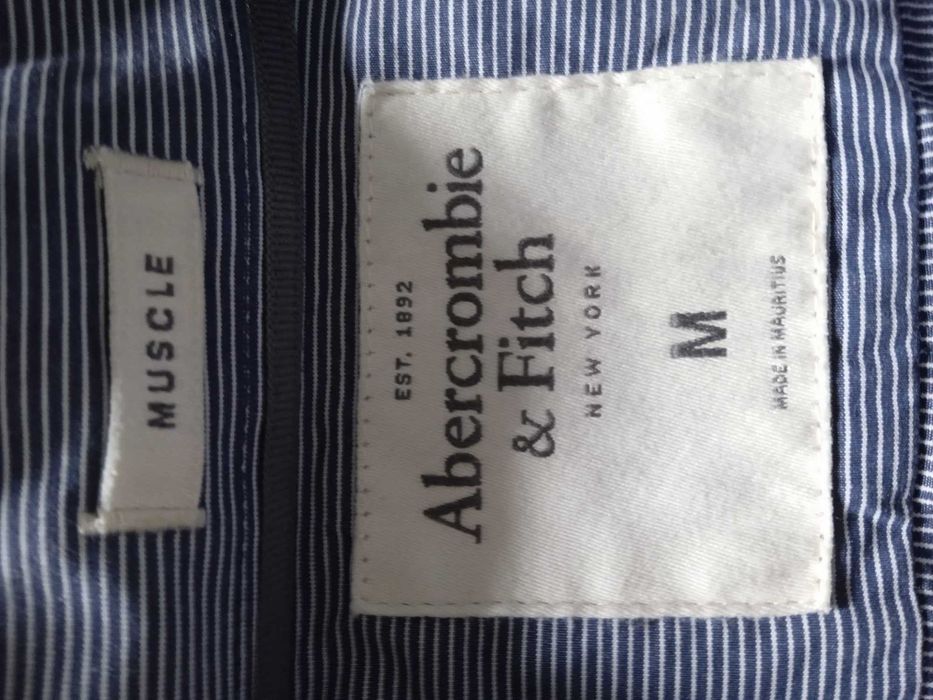 MUSCLE
EST. 1892
Abercrombie
& Fitch
NEW YORK
M
MADE IN MAURITIUS